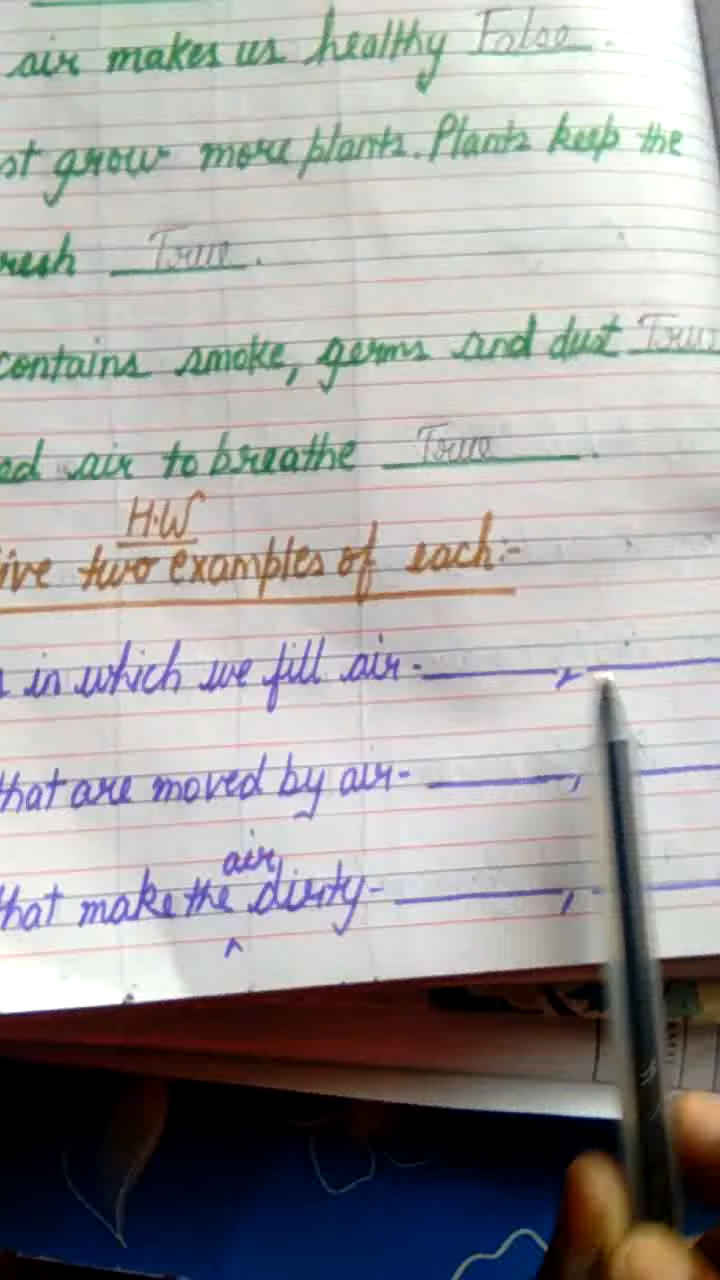 air makes us healthy False.
st grow more plants. Plants keep the
resh True.
contains smoke, germs and dust True
ed air to breathe True.
H.W
ive two examples of each:-
in which we fill air- ,
that are moved by air- ,
that make the air dirty- ,